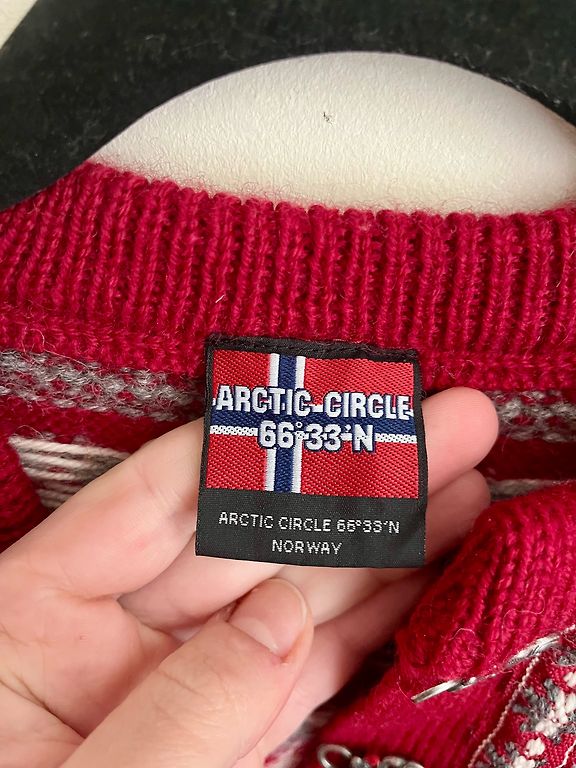 ARCTIC-CIRCLE
66°33'N
ARCTIC CIRCLE 66°33'N
NORWAY